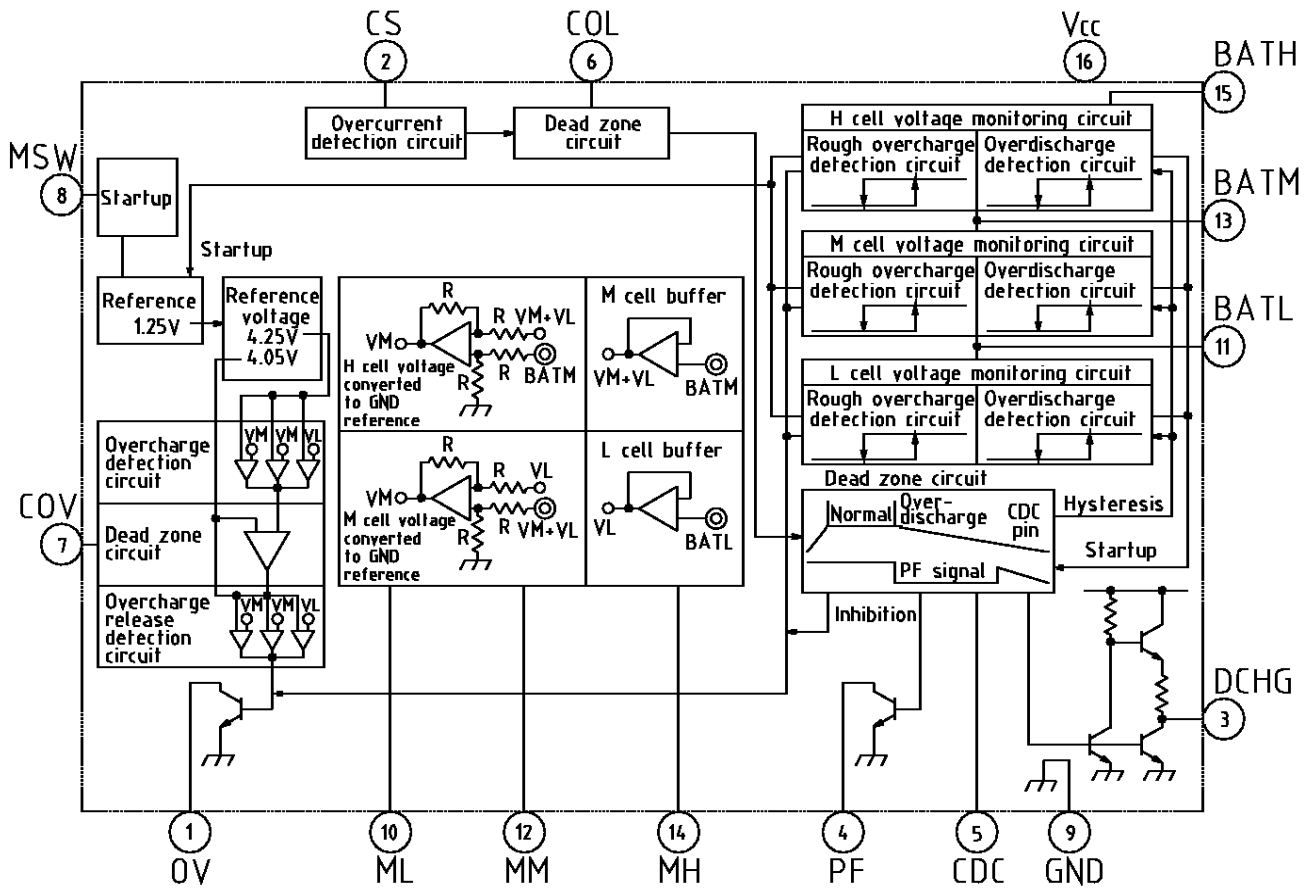 CS
COL
Vcc
BATH
2
6
16
15
MSW
8
Startup
Overcurrent
detection circuit
Dead zone
circuit
H cell voltage monitoring circuit
Rough overcharge
detection circuit
Overdischarge
detection circuit
BATM
13
Startup
M cell voltage monitoring circuit
Rough overcharge
detection circuit
Overdischarge
detection circuit
BATL
11
Reference
1.25V
Reference
voltage
4.25V
4.05V
R
R
VM+VL
VM
R
R
BATM
H cell voltage
converted
to GND
reference
M cell buffer
VM+VL
BATM
L cell voltage monitoring circuit
Rough overcharge
detection circuit
Overdischarge
detection circuit
Overcharge
detection
circuit
VM
VM
VL
R
R
VL
VM
R
R
VM+VL
M cell voltage
converted
to GND
reference
L cell buffer
VL
BATL
COV
7
Dead zone
circuit
Dead zone circuit
Normal
Over-
discharge
CDC
pin
PF signal
Hysteresis
Startup
Inhibition
Overcharge
release
detection
circuit
VM
VM
VL
DCHG
3
1
10
12
14
4
5
9
OV
ML
MM
MH
PF
CDC
GND